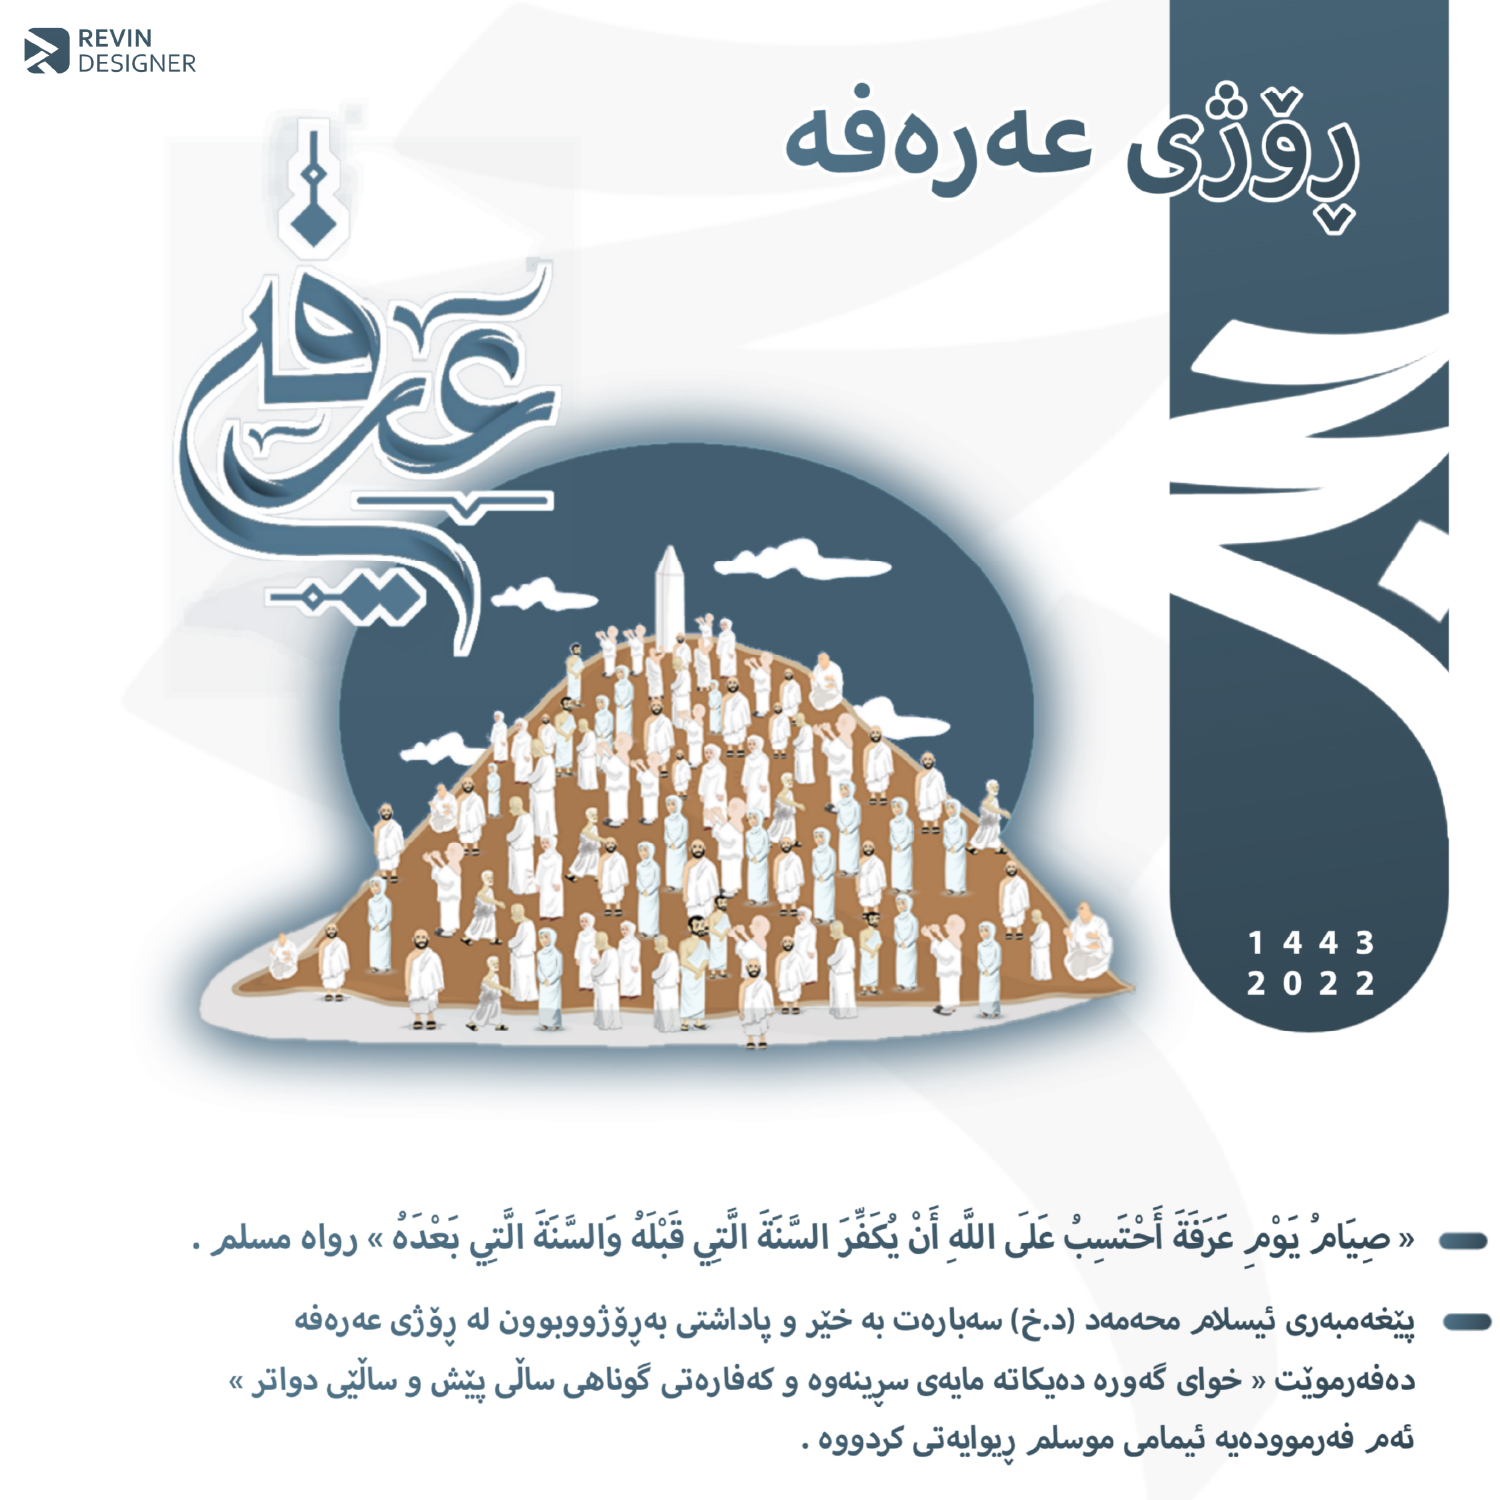 REVIN
DESIGNER
ڕۆژی عەرەفە
عرفة
1443
2022
« صِيَامُ يَوْمِ عَرَفَةَ أَحْتَسِبُ عَلَى اللَّهِ أَنْ يُكَفِّرَ السَّنَةَ الَّتِي قَبْلَهُ وَالسَّنَةَ الَّتِي بَعْدَهُ » رواه مسلم .
پێغەمبەری ئیسلام محەمەد (د.خ) سەبارەت بە خێر و پاداشتی بەڕۆژووبوون لە ڕۆژی عەرەفە
دەفەرموێت « خوای گەورە دەیکاتە مایەی سڕینەوە و کەفارەتی گوناهی ساڵی پێش و ساڵێی دواتر »
ئەم فەرموودەیە ئیمامی موسلم ڕیوایەتی کردووە .